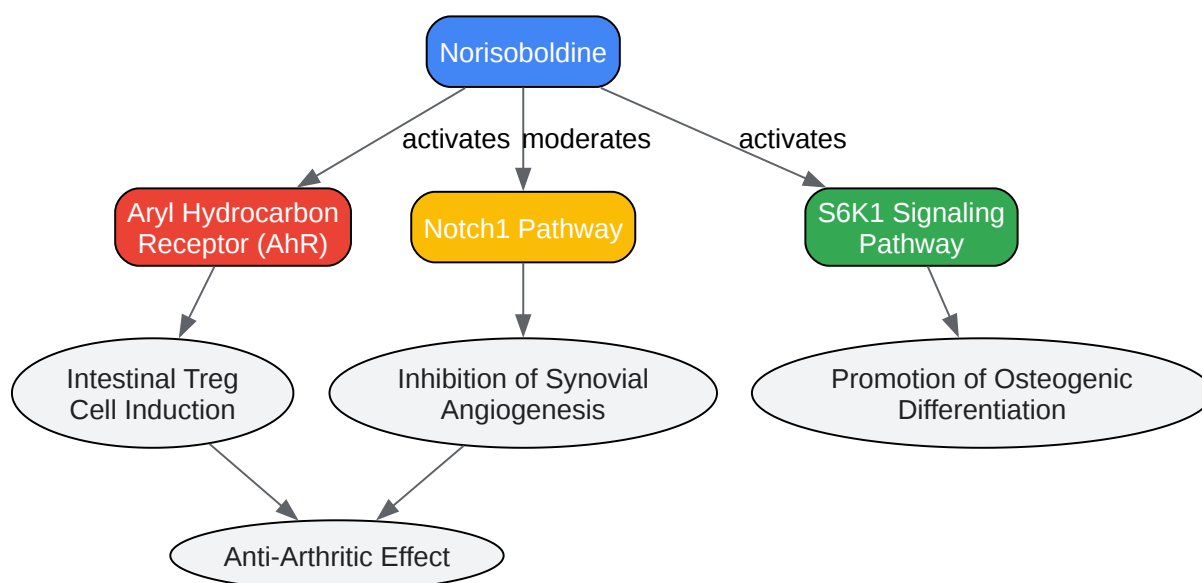 Norisoboldine
activates
moderates
activates
Aryl Hydrocarbon
Receptor (AhR)
Notch1 Pathway
S6K1 Signaling
Pathway
Intestinal Treg
Cell Induction
Inhibition of Synovial
Angiogenesis
Promotion of Osteogenic
Differentiation
Anti-Arthritic Effect